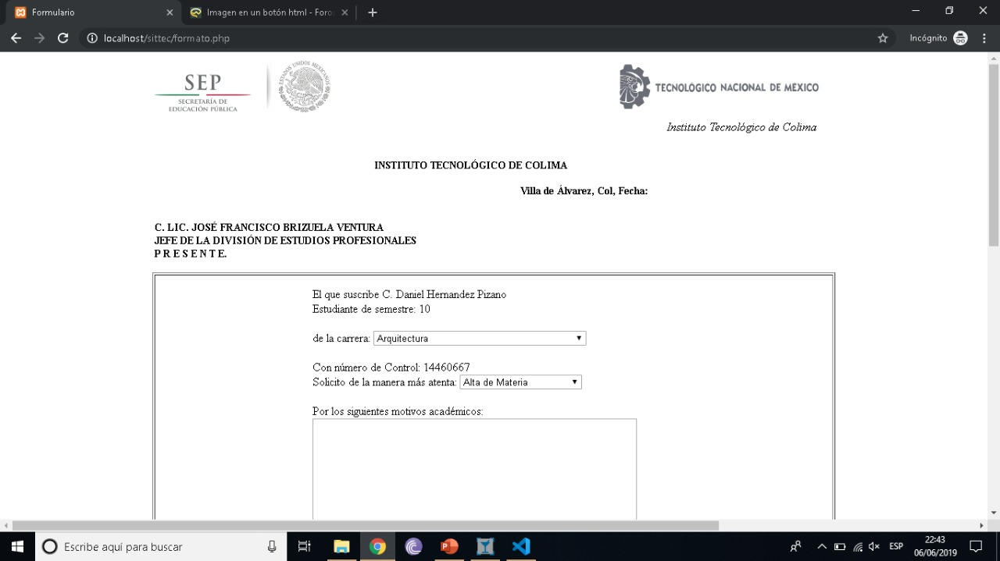 Formulario
Imagen en un botón html - Foro
localhost/sittec/formato.php
Incógnito
SEP
SECRETARÍA DE
EDUCACIÓN PÚBLICA
ESTADOS UNIDOS MEXICANOS
TECNOLÓGICO NACIONAL DE MÉXICO
Instituto Tecnológico de Colima
INSTITUTO TECNOLÓGICO DE COLIMA
Villa de Álvarez, Col, Fecha:
C. LIC. JOSÉ FRANCISCO BRIZUELA VENTURA
JEFE DE LA DIVISIÓN DE ESTUDIOS PROFESIONALES
P R E S E N T E.
El que suscribe C. Daniel Hernandez Pizano
Estudiante de semestre: 10
de la carrera: Arquitectura
Con número de Control: 14460667
Solicito de la manera más atenta: Alta de Materia
Por los siguientes motivos académicos:
Escribe aquí para buscar
ESP
22:43
06/06/2019